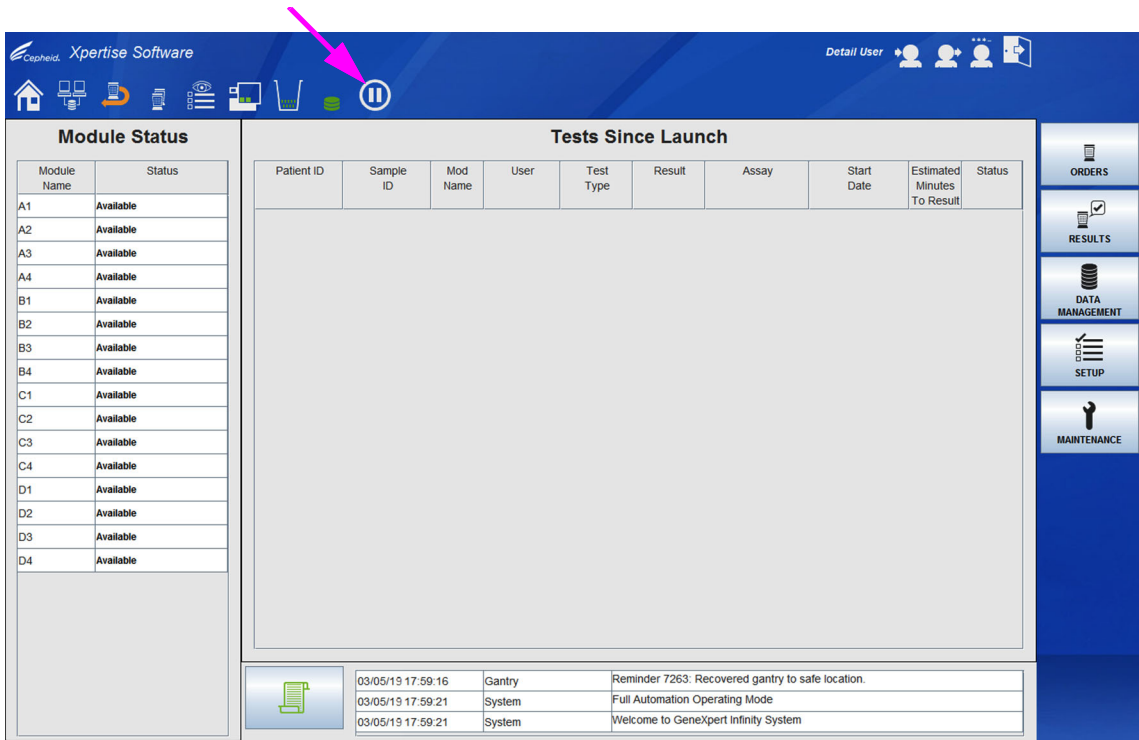 Cepheid. Xpertise Software
Detail User
Module Status
Module Name
Status
A1 Available
A2 Available
A3 Available
A4 Available
B1 Available
B2 Available
B3 Available
B4 Available
C1 Available
C2 Available
C3 Available
C4 Available
D1 Available
D2 Available
D3 Available
D4 Available
Tests Since Launch
Patient ID
Sample ID
Mod Name
User
Test Type
Result
Assay
Start Date
Estimated Minutes To Result
Status
03/05/19 17:59:16 Gantry Reminder 7263: Recovered gantry to safe location.
03/05/19 17:59:21 System Full Automation Operating Mode
03/05/19 17:59:21 System Welcome to GeneXpert Infinity System
ORDERS
RESULTS
DATA
MANAGEMENT
SETUP
MAINTENANCE